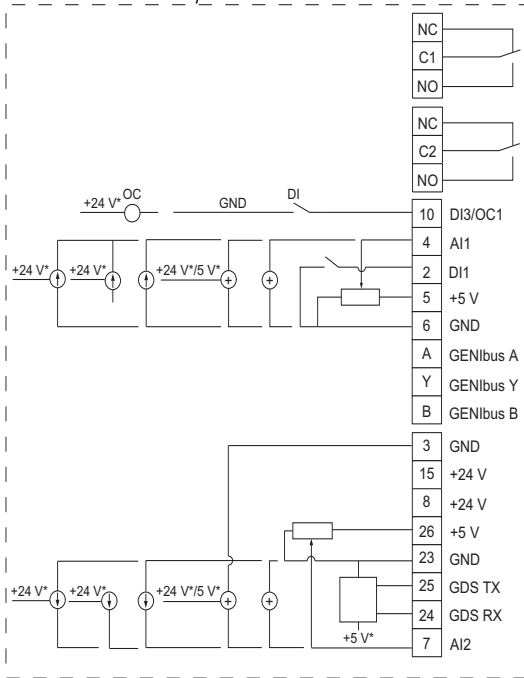 NC
C1
NO
NC
C2
NO
+24 V* OC GND DI 10 DI3/OC1
4 AI1
+24 V* +24 V* +24 V*/5 V* 2 DI1
5 +5 V
6 GND
A GENIbus A
Y GENIbus Y
B GENIbus B
3 GND
15 +24 V
8 +24 V
26 +5 V
23 GND
+24 V* +24 V* +24 V*/5 V* 25 GDS TX
24 GDS RX
+5 V* 7 AI2